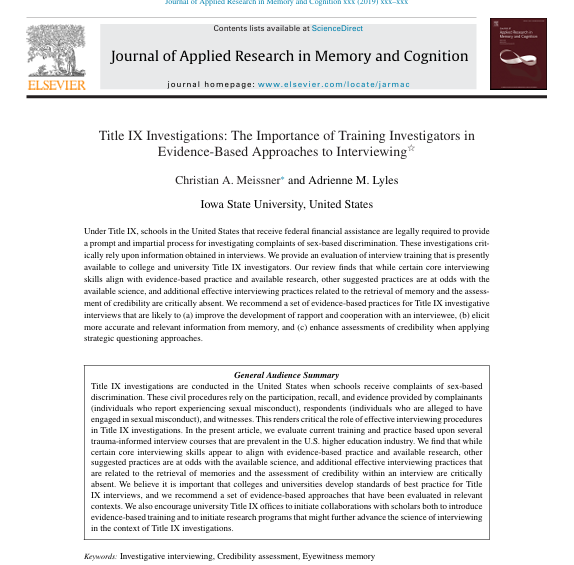 Journal of Applied Research in Memory and Cognition xxx (2019) xxx–xxx
Contents lists available at ScienceDirect
Journal of Applied Research in Memory and Cognition
journal homepage: www.elsevier.com/locate/jarmac
ELSEVIER
Title IX Investigations: The Importance of Training Investigators in
Evidence-Based Approaches to Interviewing☆
Christian A. Meissner* and Adrienne M. Lyles
Iowa State University, United States
Under Title IX, schools in the United States that receive federal financial assistance are legally required to provide
a prompt and impartial process for investigating complaints of sex-based discrimination. These investigations crit-
ically rely upon information obtained in interviews. We provide an evaluation of interview training that is presently
available to college and university Title IX investigators. Our review finds that while certain core interviewing
skills align with evidence-based practice and available research, other suggested practices are at odds with the
available science, and additional effective interviewing practices related to the retrieval of memory and the assess-
ment of credibility are critically absent. We recommend a set of evidence-based practices for Title IX investigative
interviews that are likely to (a) improve the development of rapport and cooperation with an interviewee, (b) elicit
more accurate and relevant information from memory, and (c) enhance assessments of credibility when applying
strategic questioning approaches.
General Audience Summary
Title IX investigations are conducted in the United States when schools receive complaints of sex-based
discrimination. These civil procedures rely on the participation, recall, and evidence provided by complainants
(individuals who report experiencing sexual misconduct), respondents (individuals who are alleged to have
engaged in sexual misconduct), and witnesses. This renders critical the role of effective interviewing procedures
in Title IX investigations. In the present article, we evaluate current training and practice based upon several
trauma-informed interview courses that are prevalent in the U.S. higher education industry. We find that while
certain core interviewing skills appear to align with evidence-based practice and available research, other
suggested practices are at odds with the available science, and additional effective interviewing practices that
are related to the retrieval of memories and the assessment of credibility within an interview are critically
absent. We believe it is important that colleges and universities develop standards of best practice for Title
IX interviews, and we recommend a set of evidence-based approaches that have been evaluated in relevant
contexts. We also encourage university Title IX offices to initiate collaborations with scholars both to introduce
evidence-based training and to initiate research programs that might further advance the science of interviewing
in the context of Title IX investigations.
Keywords: Investigative interviewing, Credibility assessment, Eyewitness memory